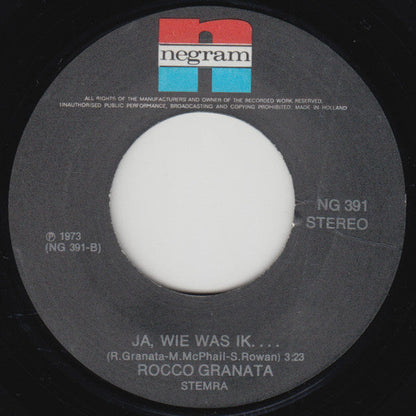 negram
ALL RIGHTS OF THE MANUFACTURERS AND OWNER OF THE RECORDED WORK RESERVED.
UNAUTHORISED PUBLIC PERFORMANCE, BROADCASTING AND COPYING PROHIBITED. MADE IN HOLLAND
NG 391
STEREO
℗ 1973
(NG 391-B)
JA, WIE WAS IK....
(R.Granata-M.McPhail-S.Rowan) 3:23
ROCCO GRANATA
STEMRA